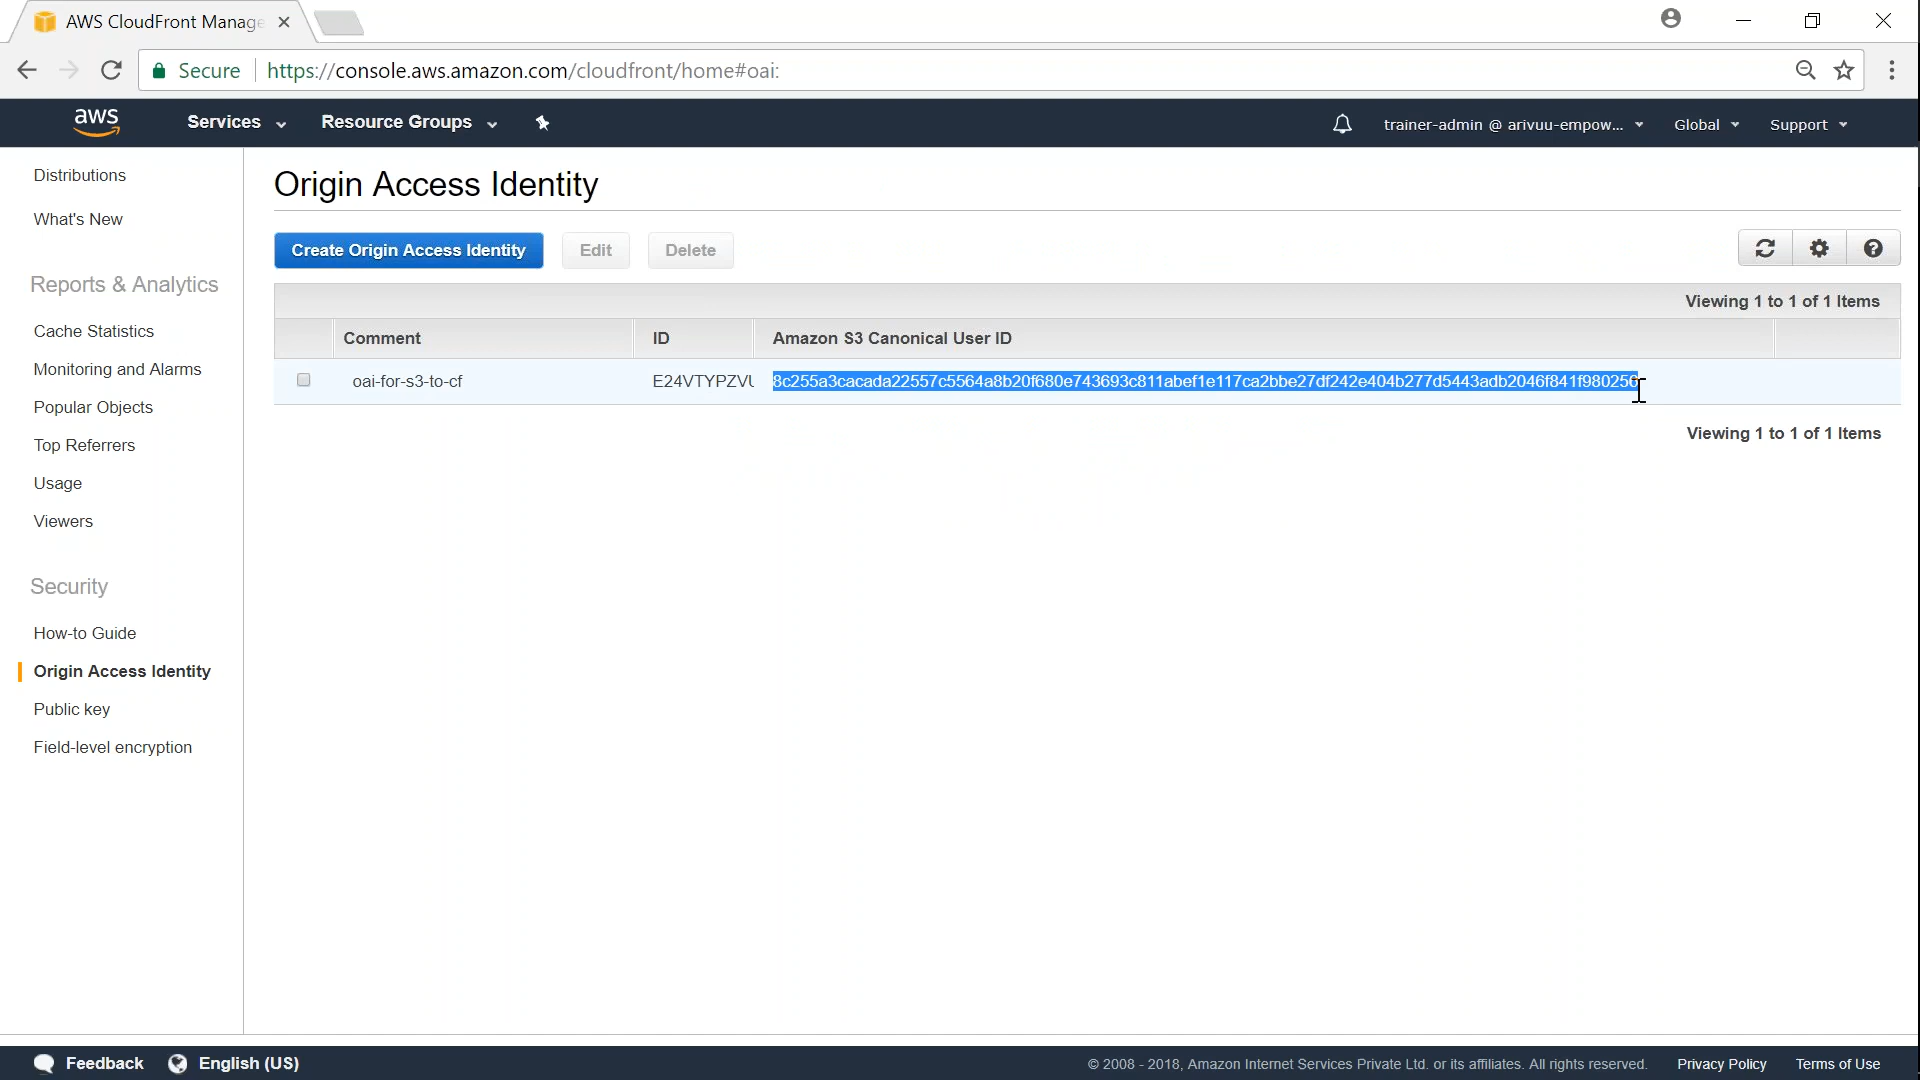 AWS CloudFront Manage
Secure
https://console.aws.amazon.com/cloudfront/home#oai:
aws
Services
Resource Groups
trainer-admin @ arivuu-empow...
Global
Support
Distributions
What's New
Reports & Analytics
Cache Statistics
Monitoring and Alarms
Popular Objects
Top Referrers
Usage
Viewers
Security
How-to Guide
Origin Access Identity
Public key
Field-level encryption
Origin Access Identity
Create Origin Access Identity
Edit
Delete
Viewing 1 to 1 of 1 Items
Comment
ID
Amazon S3 Canonical User ID
oai-for-s3-to-cf
E24VTYPZVU
8c255a3cacada22557c5564a8b20f680e743693c811abef1e117ca2bbe27df242e404b277d5443adb2046f841f980256
Viewing 1 to 1 of 1 Items
Feedback
English (US)
© 2008 - 2018, Amazon Internet Services Private Ltd. or its affiliates. All rights reserved.
Privacy Policy
Terms of Use